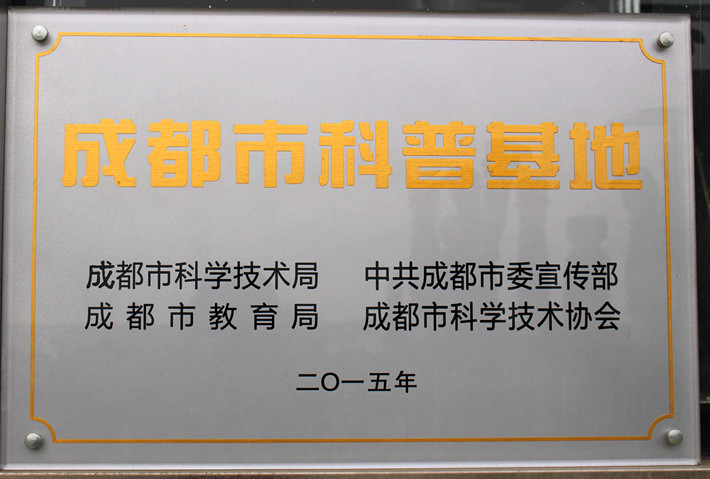 成都市科普基地
成都市科学技术局 中共成都市委宣传部
成都市教育局 成都市科学技术协会
二〇一五年